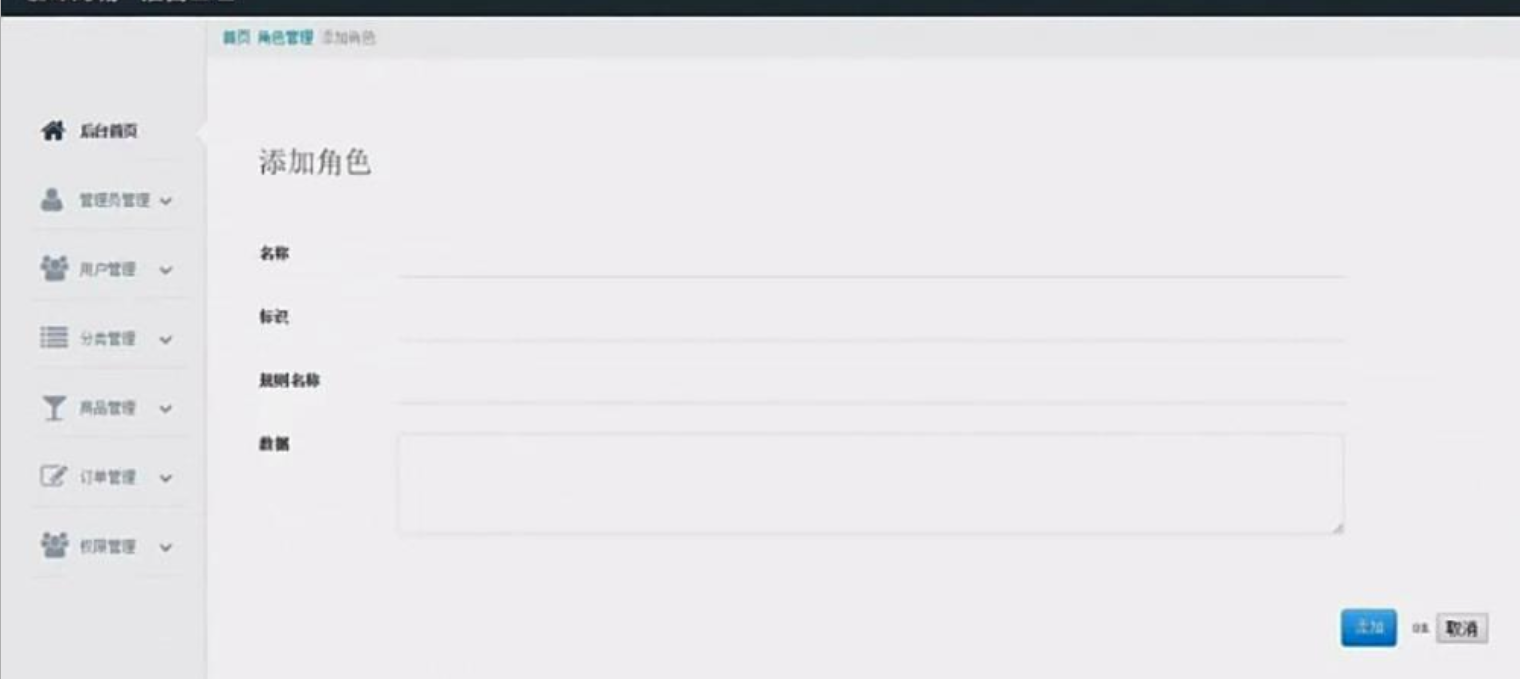 首页 角色管理 添加角色
后台首页
添加角色
管理员管理
名称
用户管理
标识
分类管理
规则名称
商品管理
数据
订单管理
权限管理
添加 或者 取消